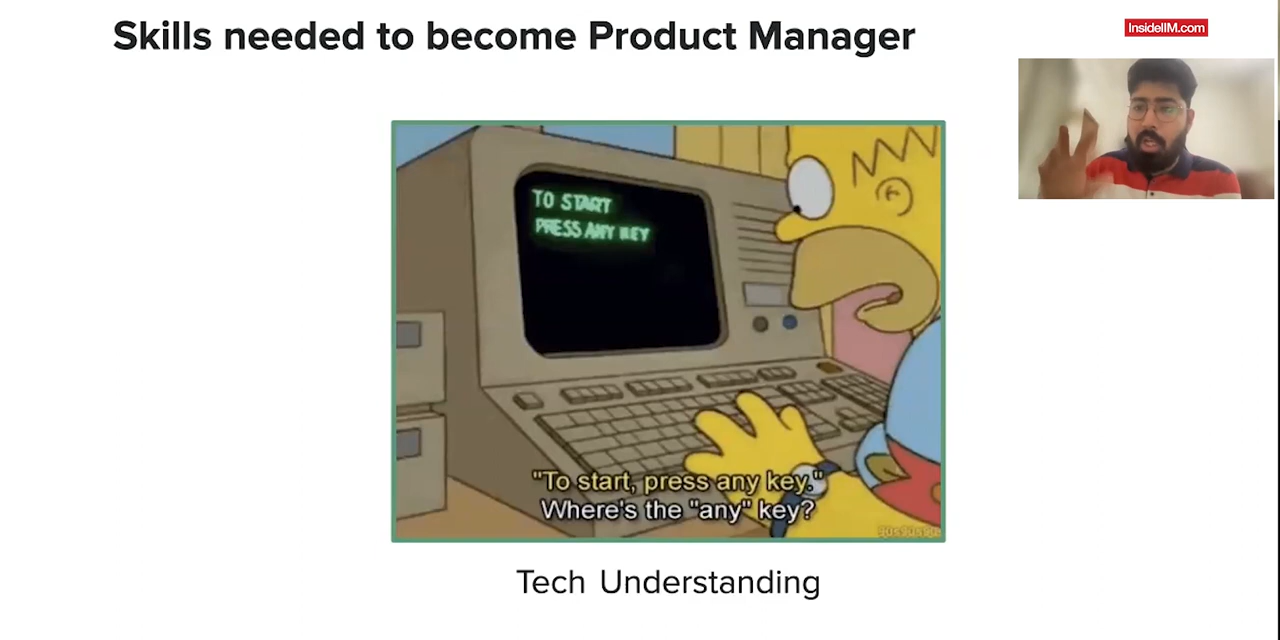 Skills needed to become Product Manager
InsideIIM.com
TO START
PRESS ANY KEY
"To start, press any key."
Where's the "any" key?
Tech Understanding